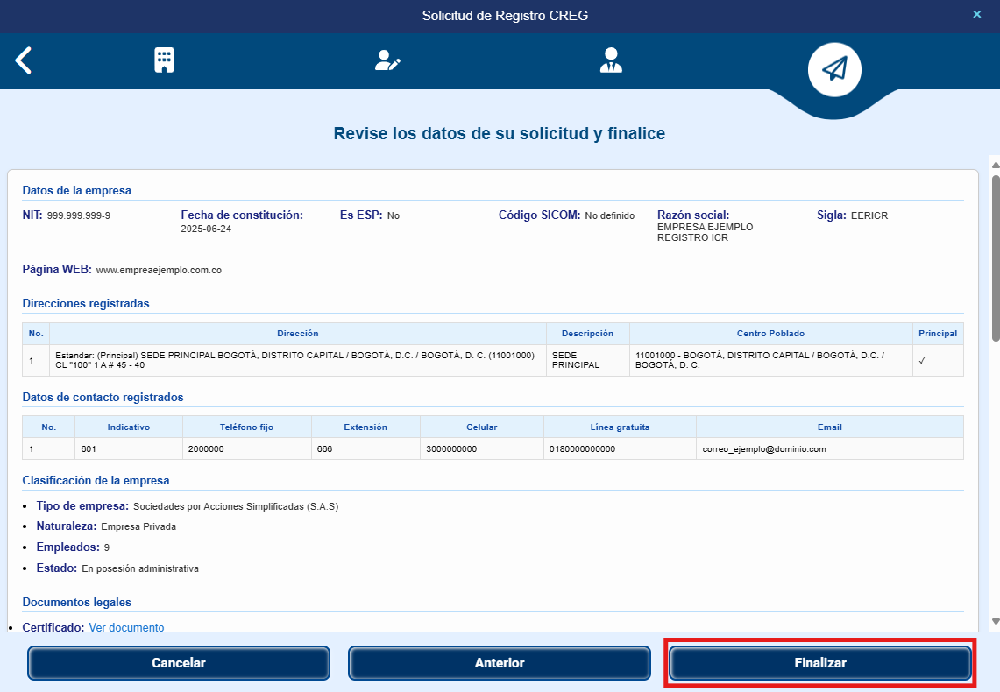 Solicitud de Registro CREG
×
Revise los datos de su solicitud y finalice
Datos de la empresa
NIT: 999.999.999-9
Fecha de constitución:
2025-06-24
Es ESP: No
Código SICOM: No definido
Razón social:
EMPRESA EJEMPLO
REGISTRO ICR
Sigla: EERICR
Página WEB: www.empreaejemplo.com.co
Direcciones registradas
No. Dirección Descripción Centro Poblado Principal
1 Estandar: (Principal) SEDE PRINCIPAL BOGOTÁ, DISTRITO CAPITAL / BOGOTÁ, D.C. / BOGOTÁ, D. C. (11001000)
CL "100" 1 A # 45 - 40
SEDE
PRINCIPAL
11001000 - BOGOTÁ, DISTRITO CAPITAL / BOGOTÁ, D.C. /
BOGOTÁ, D. C.
✓
Datos de contacto registrados
No. Indicativo Teléfono fijo Extensión Celular Línea gratuita Email
1 601 2000000 666 3000000000 0180000000000 correo_ejemplo@dominio.com
Clasificación de la empresa
• Tipo de empresa: Sociedades por Acciones Simplificadas (S.A.S)
• Naturaleza: Empresa Privada
• Empleados: 9
• Estado: En posesión administrativa
Documentos legales
• Certificado: Ver documento
Cancelar
Anterior
Finalizar